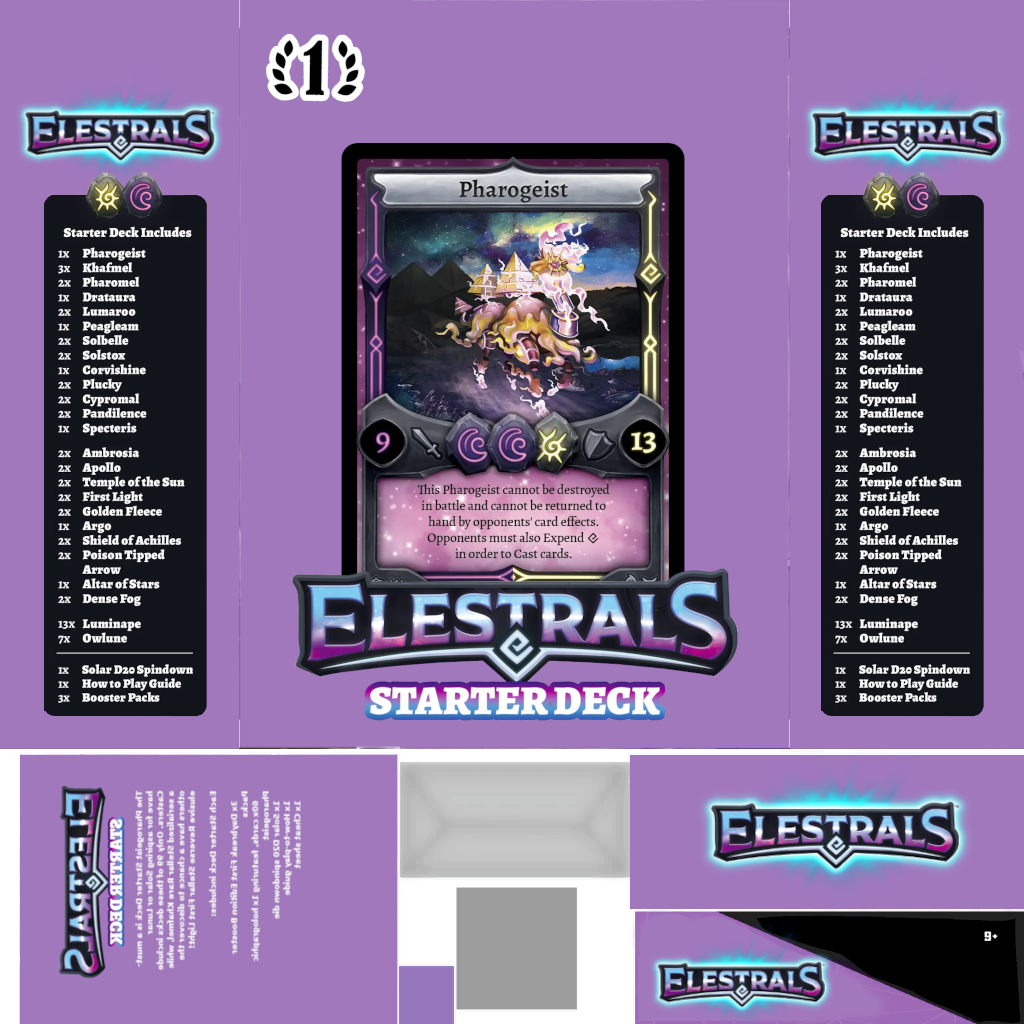 1
ELESTRALS
Starter Deck Includes
1x Pharogeist
3x Khafmel
2x Pharomel
1x Drataura
2x Lumaroo
1x Peagleam
2x Solbelle
2x Solstox
1x Corvishine
2x Plucky
2x Cypromal
2x Pandilence
1x Specteris
2x Ambrosia
2x Apollo
2x Temple of the Sun
2x First Light
2x Golden Fleece
1x Argo
2x Shield of Achilles
2x Poison Tipped
Arrow
1x Altar of Stars
2x Dense Fog
13x Luminape
7x Owlune
1x Solar D20 Spindown
1x How to Play Guide
3x Booster Packs
Pharogeist
9
13
This Pharogeist cannot be destroyed
in battle and cannot be returned to
hand by opponents' card effects.
Opponents must also Expend
in order to Cast cards.
ELESTRALS
STARTER DECK
ELESTRALS
Starter Deck Includes
1x Pharogeist
3x Khafmel
2x Pharomel
1x Drataura
2x Lumaroo
1x Peagleam
2x Solbelle
2x Solstox
1x Corvishine
2x Plucky
2x Cypromal
2x Pandilence
1x Specteris
2x Ambrosia
2x Apollo
2x Temple of the Sun
2x First Light
2x Golden Fleece
1x Argo
2x Shield of Achilles
2x Poison Tipped
Arrow
1x Altar of Stars
2x Dense Fog
13x Luminape
7x Owlune
1x Solar D20 Spindown
1x How to Play Guide
3x Booster Packs
ELESTRALS
STARTER DECK
Each Starter Deck includes:
ELESTRALS
ELESTRALS
9+